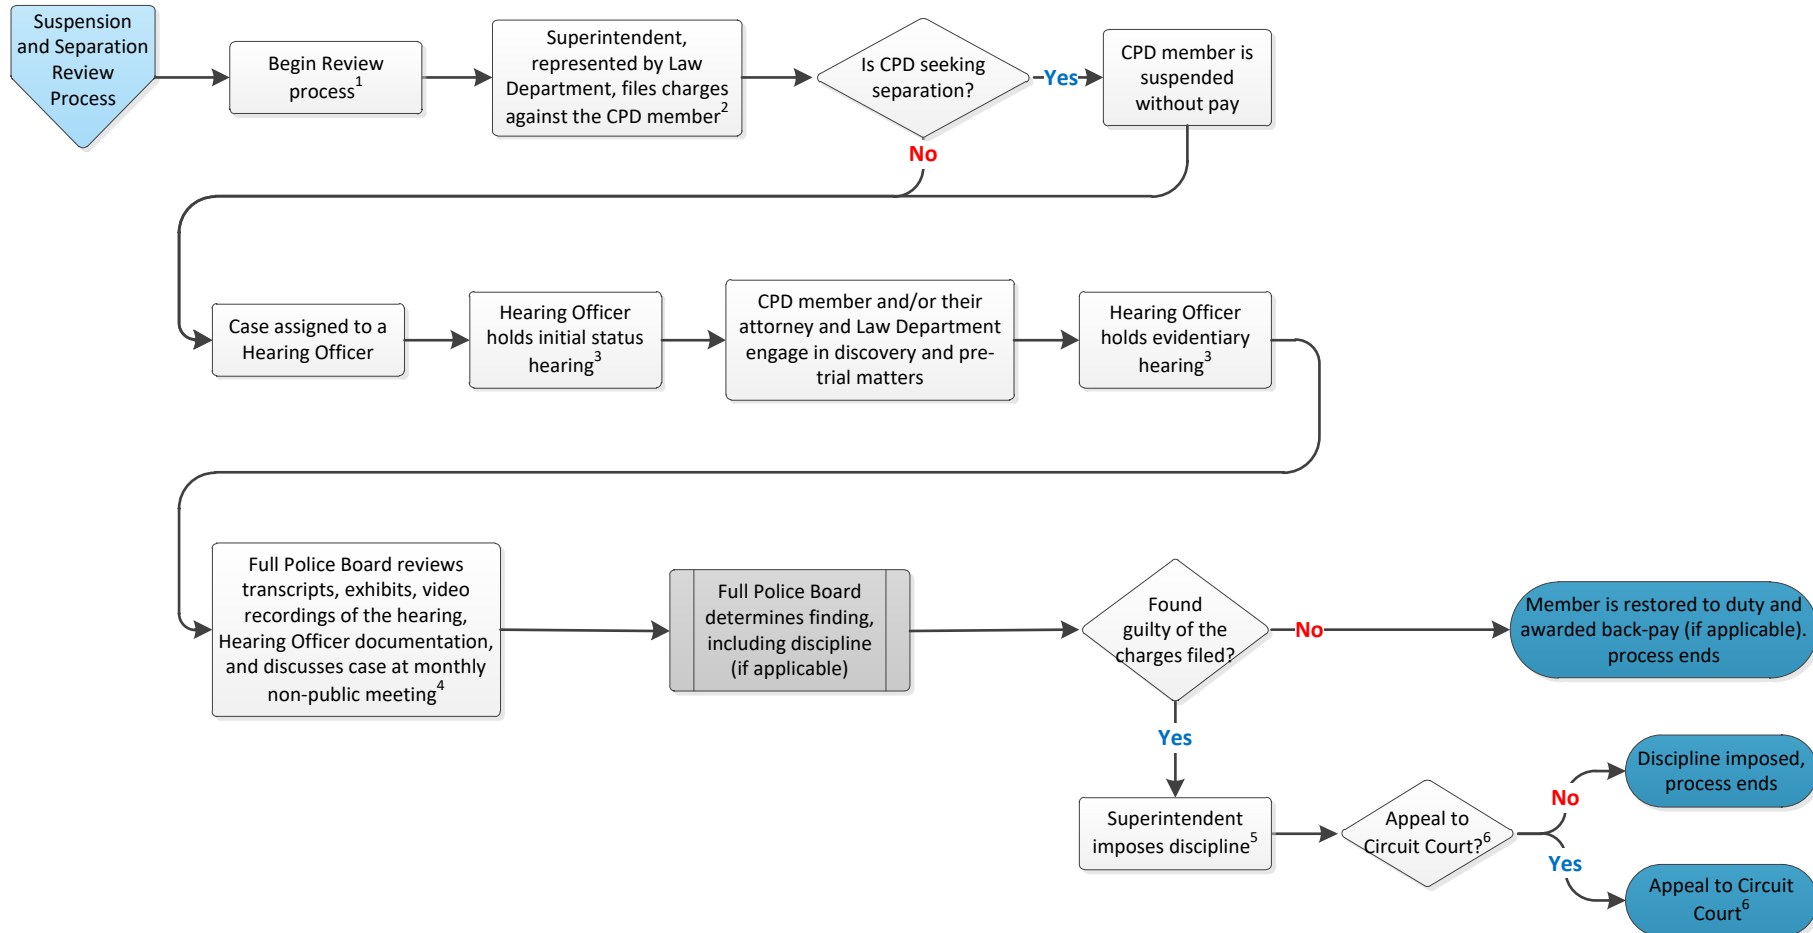 Suspension
and Separation
Review
Process
Begin Review
process1
Superintendent,
represented by Law
Department, files charges
against the CPD member2
Is CPD seeking
separation?
Yes
CPD member is
suspended
without pay
No
Case assigned to a
Hearing Officer
Hearing Officer
holds initial status
hearing3
CPD member and/or their
attorney and Law Department
engage in discovery and pre-
trial matters
Hearing Officer
holds evidentiary
hearing3
Full Police Board reviews
transcripts, exhibits, video
recordings of the hearing,
Hearing Officer documentation,
and discusses case at monthly
non-public meeting4
Full Police Board
determines finding,
including discipline
(if applicable)
Found
guilty of the
charges filed?
No
Member is restored to duty and
awarded back-pay (if applicable).
process ends
Yes
Superintendent
imposes discipline5
Appeal to
Circuit Court?6
No
Discipline imposed,
process ends
Yes
Appeal to Circuit
Court6